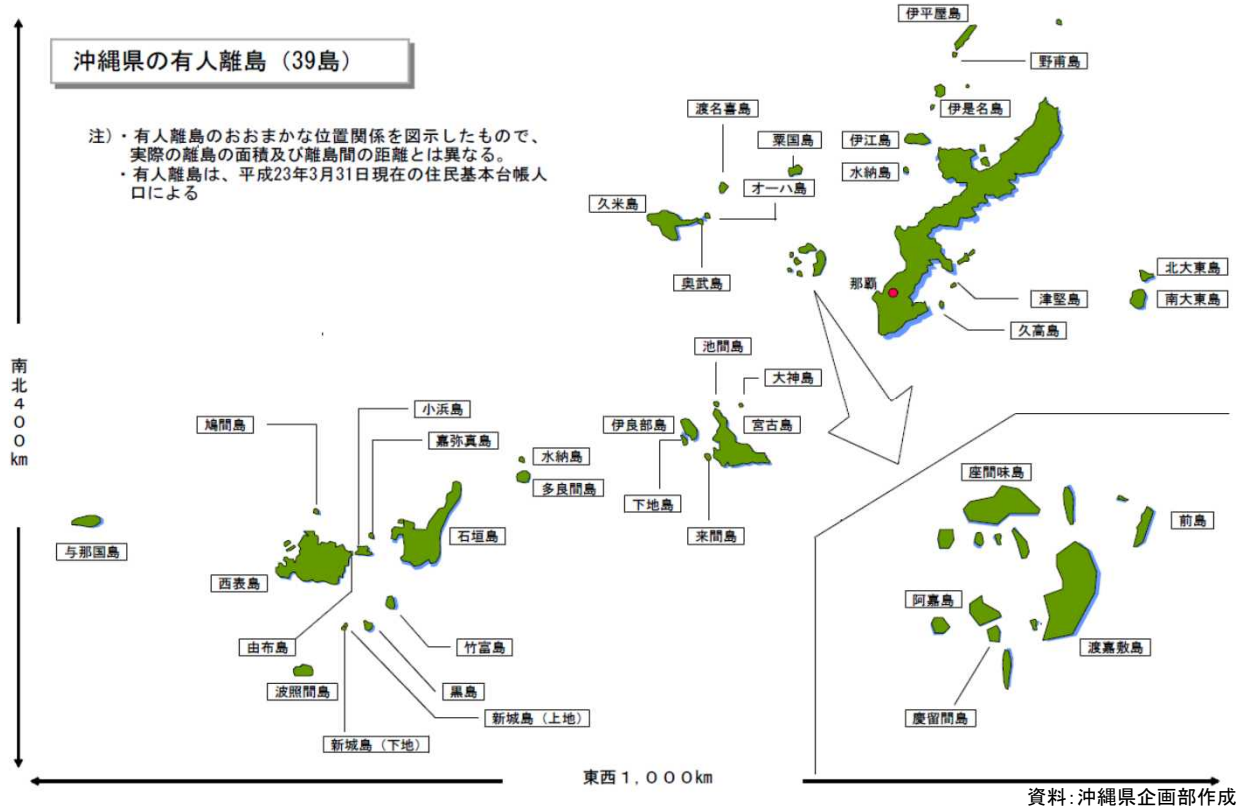 沖縄県の有人離島（39島）
注）・有人離島のおおまかな位置関係を図示したもので、
実際の離島の面積及び離島間の距離とは異なる。
・有人離島は、平成23年3月31日現在の住民基本台帳人
口による
伊平屋島
野甫島
伊是名島
渡名喜島
粟国島
伊江島
水納島
オーハ島
久米島
奥武島
那覇
北大東島
南大東島
津堅島
久高島
南北４００km
池間島
大神島
伊良部島
宮古島
下地島
来間島
小浜島
嘉弥真島
鳩間島
水納島
多良間島
石垣島
与那国島
西表島
由布島
竹富島
波照間島
黒島
新城島（上地）
新城島（下地）
座間味島
前島
阿嘉島
渡嘉敷島
慶留間島
東西１,０００km
資料：沖縄県企画部作成